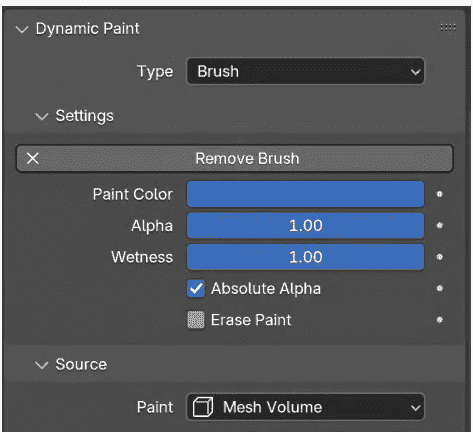 Dynamic Paint
Type Brush
Settings
Remove Brush
Paint Color
Alpha 1.00
Wetness 1.00
Absolute Alpha
Erase Paint
Source
Paint Mesh Volume